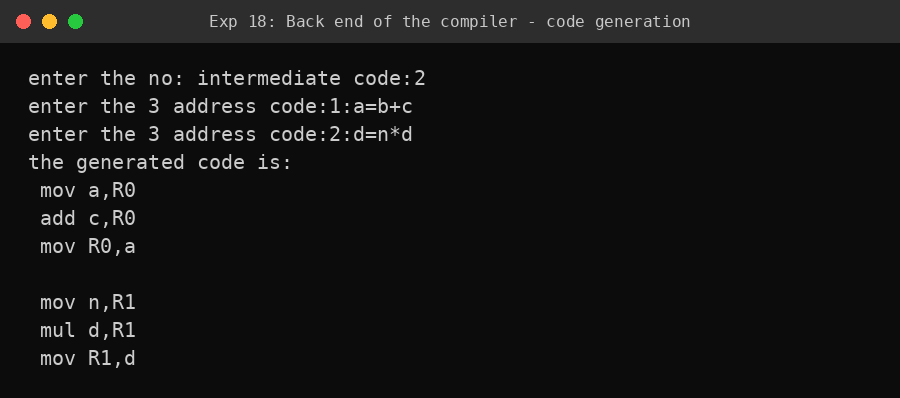 Exp 18: Back end of the compiler - code generation
enter the no: intermediate code:2
enter the 3 address code:1:a=b+c
enter the 3 address code:2:d=n*d
the generated code is:
mov a,R0
add c,R0
mov R0,a
mov n,R1
mul d,R1
mov R1,d